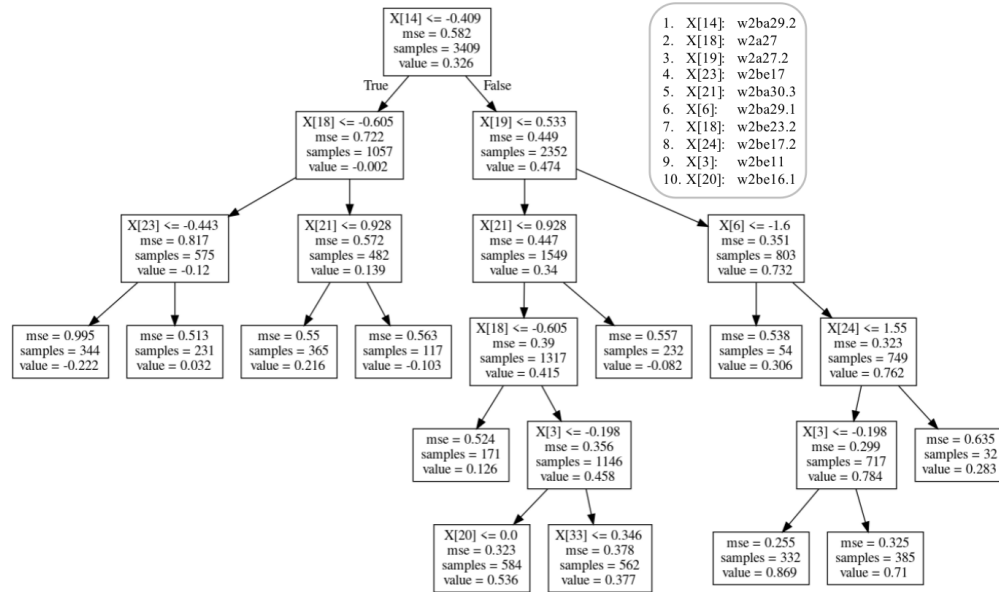 X[14] <= -0.409
mse = 0.582
samples = 3409
value = 0.326
True
False
1. X[14]: w2ba29.2
2. X[18]: w2a27
3. X[19]: w2a27.2
4. X[23]: w2be17
5. X[21]: w2ba30.3
6. X[6]: w2ba29.1
7. X[18]: w2be23.2
8. X[24]: w2be17.2
9. X[3]: w2be11
10. X[20]: w2be16.1
X[18] <= -0.605
mse = 0.722
samples = 1057
value = -0.002
X[19] <= 0.533
mse = 0.449
samples = 2352
value = 0.474
X[23] <= -0.443
mse = 0.817
samples = 575
value = -0.12
X[21] <= 0.928
mse = 0.572
samples = 482
value = 0.139
X[21] <= 0.928
mse = 0.447
samples = 1549
value = 0.34
X[6] <= -1.6
mse = 0.351
samples = 803
value = 0.732
mse = 0.995
samples = 344
value = -0.222
mse = 0.513
samples = 231
value = 0.032
mse = 0.55
samples = 365
value = 0.216
mse = 0.563
samples = 117
value = -0.103
X[18] <= -0.605
mse = 0.39
samples = 1317
value = 0.415
mse = 0.557
samples = 232
value = -0.082
mse = 0.538
samples = 54
value = 0.306
X[24] <= 1.55
mse = 0.323
samples = 749
value = 0.762
mse = 0.524
samples = 171
value = 0.126
X[3] <= -0.198
mse = 0.356
samples = 1146
value = 0.458
X[3] <= -0.198
mse = 0.299
samples = 717
value = 0.784
mse = 0.635
samples = 32
value = 0.283
X[20] <= 0.0
mse = 0.323
samples = 584
value = 0.536
X[33] <= 0.346
mse = 0.378
samples = 562
value = 0.377
mse = 0.255
samples = 332
value = 0.869
mse = 0.325
samples = 385
value = 0.71